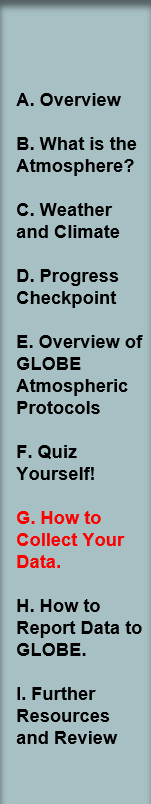 A. Overview
B. What is the
Atmosphere?
C. Weather
and Climate
D. Progress
Checkpoint
E. Overview of
GLOBE
Atmospheric
Protocols
F. Quiz
Yourself!
G. How to
Collect Your
Data.
H. How to
Report Data to
GLOBE.
I. Further
Resources
and Review